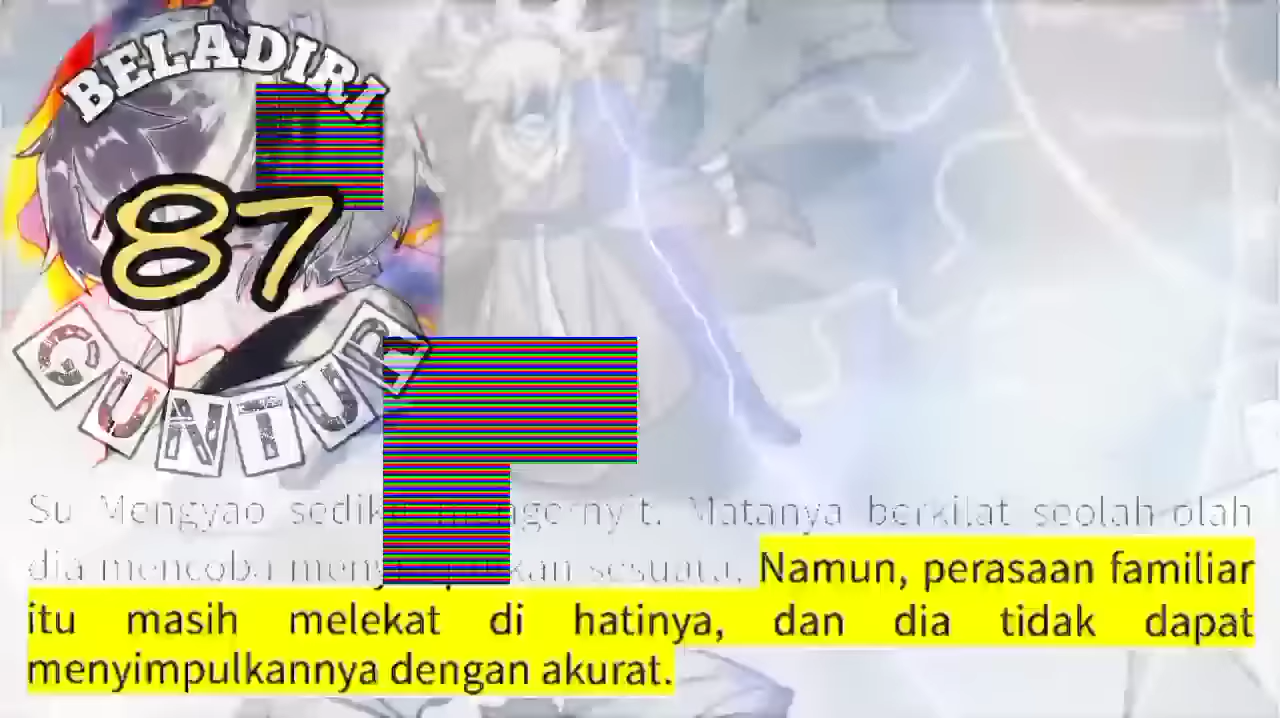 BELADIRI
87
GUNTUR
Su Mengyao sedikit mengernyit. Matanya berkilat seolah-olah
dia mencoba sesuatu. Namun, perasaan familiar
itu masih melekat di hatinya, dan dia tidak dapat
menyimpulkannya dengan akurat.